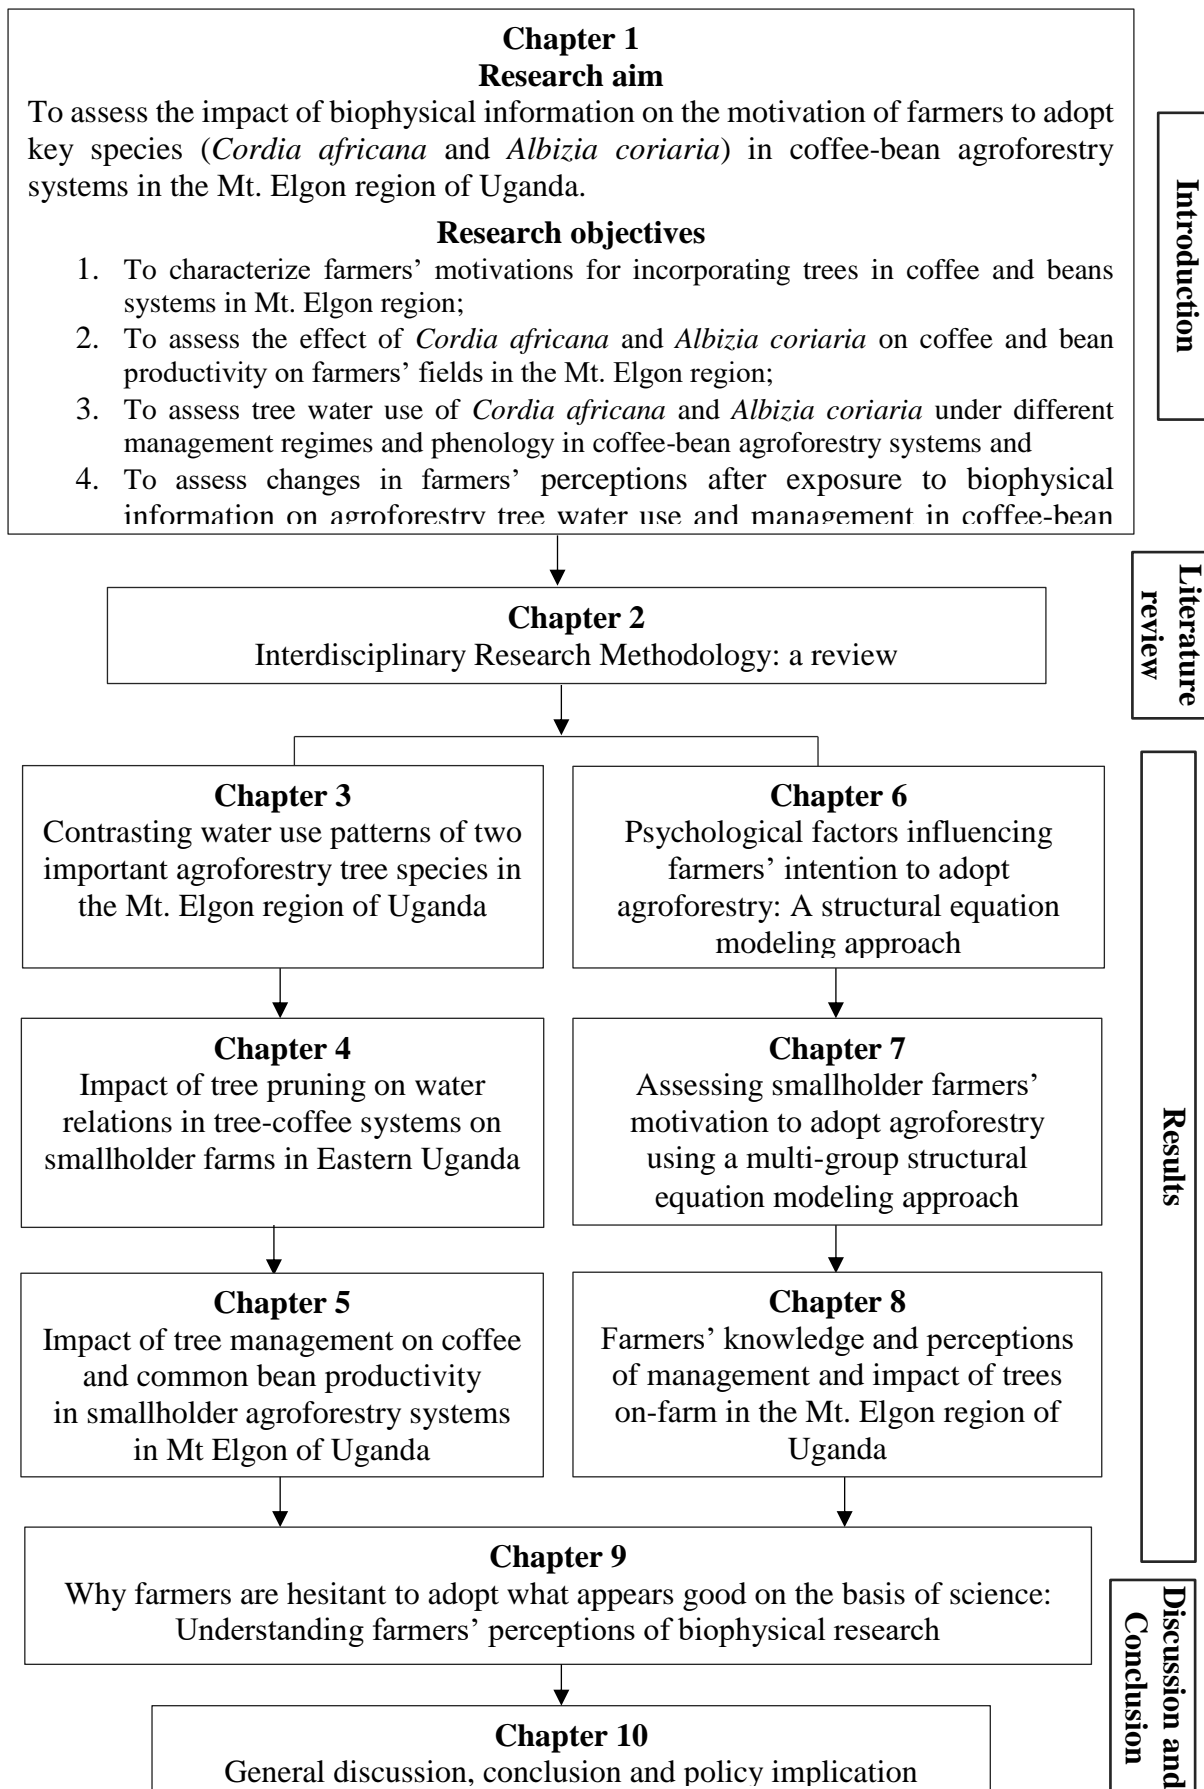 Chapter 1
Research aim
To assess the impact of biophysical information on the motivation of farmers to adopt
key species (Cordia africana and Albizia coriaria) in coffee-bean agroforestry
systems in the Mt. Elgon region of Uganda.
Research objectives
1. To characterize farmers’ motivations for incorporating trees in coffee and beans
systems in Mt. Elgon region;
2. To assess the effect of Cordia africana and Albizia coriaria on coffee and bean
productivity on farmers’ fields in the Mt. Elgon region;
3. To assess tree water use of Cordia africana and Albizia coriaria under different
management regimes and phenology in coffee-bean agroforestry systems and
4. To assess changes in farmers’ perceptions after exposure to biophysical
information on agroforestry tree water use and management in coffee-bean
Introduction
Chapter 2
Interdisciplinary Research Methodology: a review
Literature
review
Chapter 3
Contrasting water use patterns of two
important agroforestry tree species in
the Mt. Elgon region of Uganda
Chapter 4
Impact of tree pruning on water
relations in tree-coffee systems on
smallholder farms in Eastern Uganda
Chapter 5
Impact of tree management on coffee
and common bean productivity
in smallholder agroforestry systems
in Mt Elgon of Uganda
Chapter 6
Psychological factors influencing
farmers’ intention to adopt
agroforestry: A structural equation
modeling approach
Chapter 7
Assessing smallholder farmers’
motivation to adopt agroforestry
using a multi-group structural
equation modeling approach
Chapter 8
Farmers’ knowledge and perceptions
of management and impact of trees
on-farm in the Mt. Elgon region of
Uganda
Results
Chapter 9
Why farmers are hesitant to adopt what appears good on the basis of science:
Understanding farmers’ perceptions of biophysical research
Chapter 10
General discussion, conclusion and policy implication
Discussion and
Conclusion